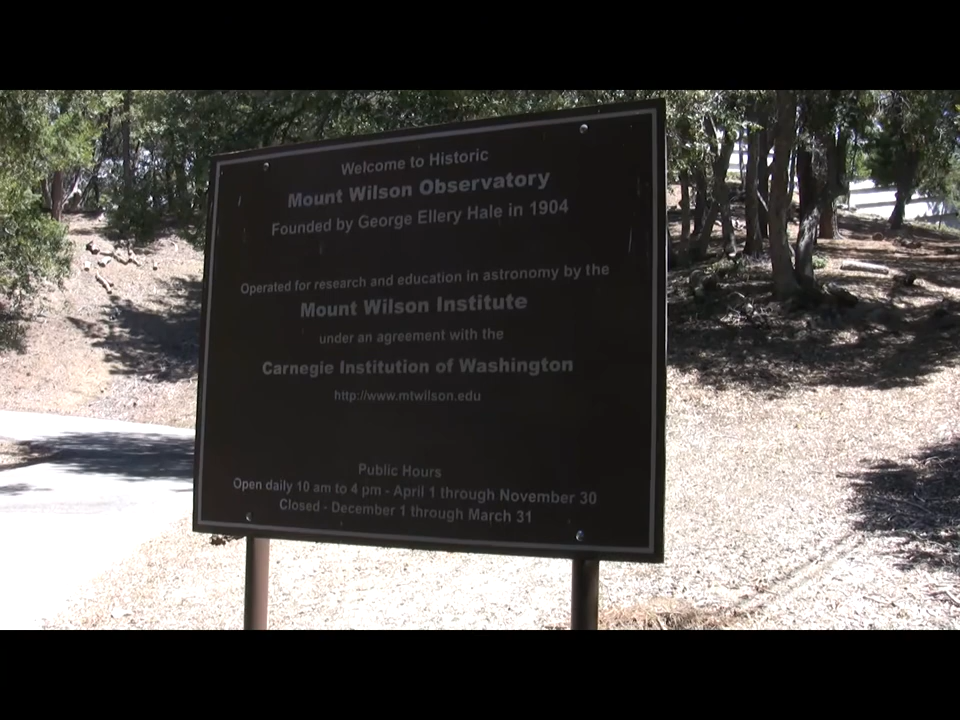 Welcome to Historic
Mount Wilson Observatory
Founded by George Ellery Hale in 1904
Operated for research and education in astronomy by the
Mount Wilson Institute
under an agreement with the
Carnegie Institution of Washington
http://www.mtwilson.edu
Public Hours
Open daily 10 am to 4 pm - April 1 through November 30
Closed - December 1 through March 31